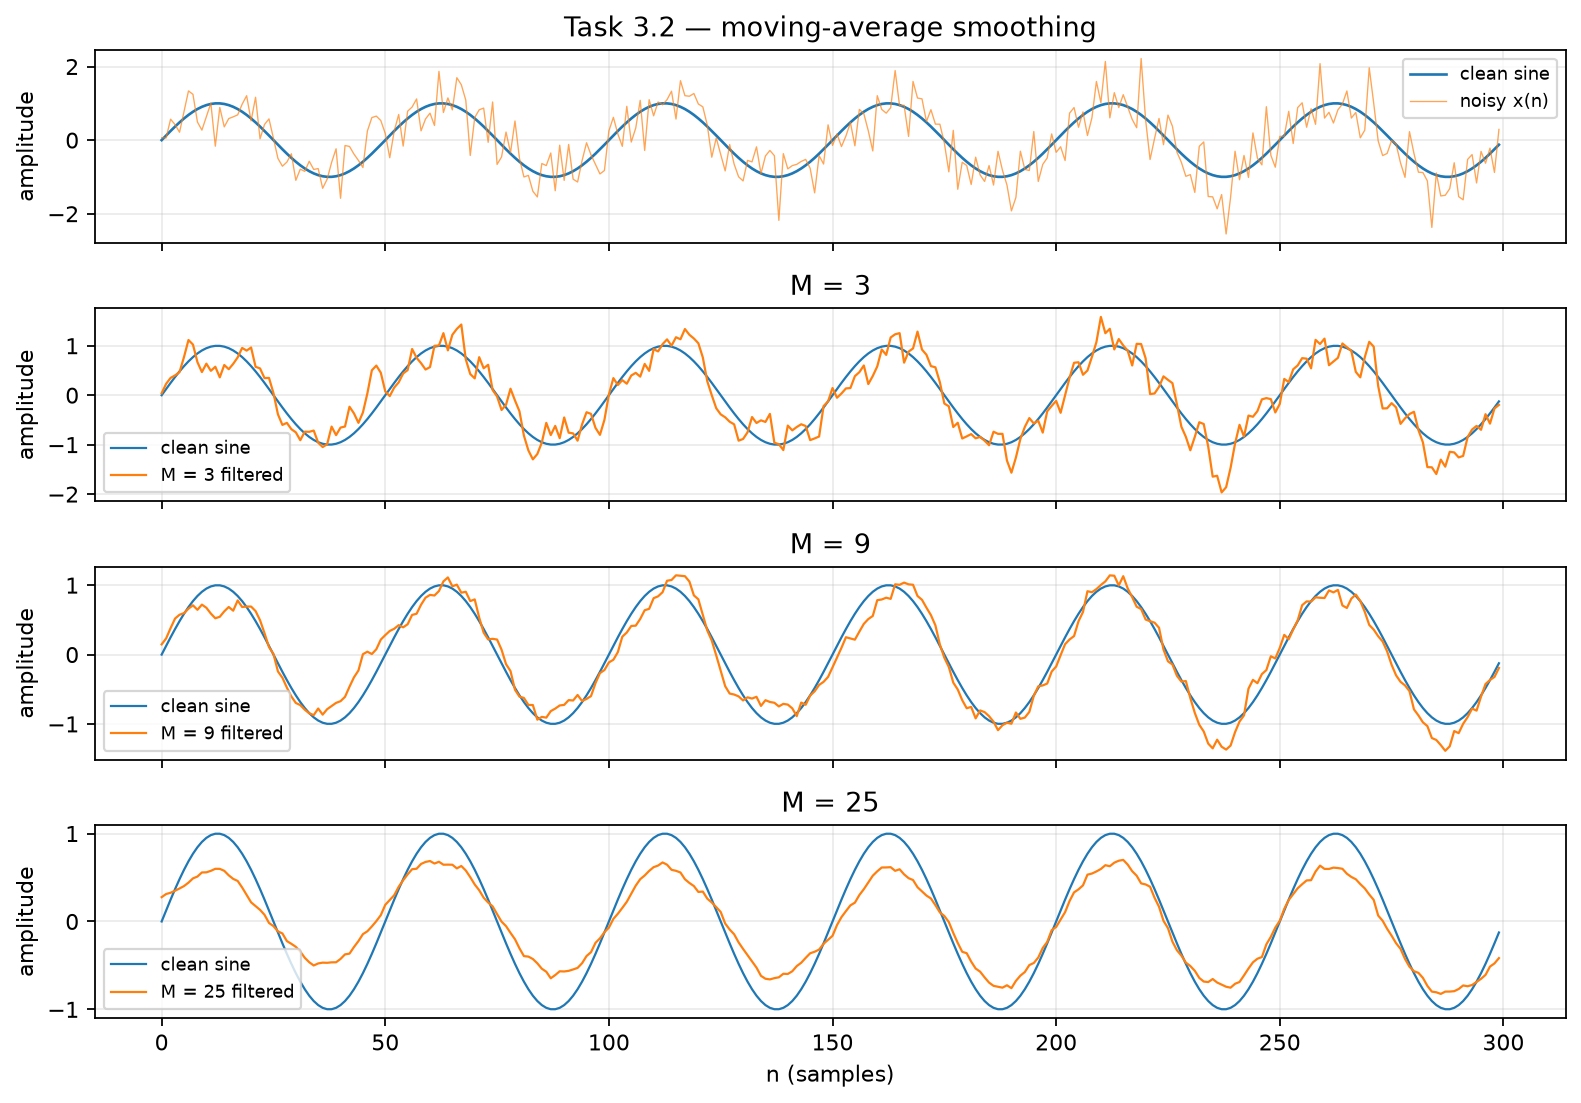 Task 3.2 — moving-average smoothing
amplitude
2
0
−2
clean sine
noisy x(n)
M = 3
amplitude
1
0
−1
−2
clean sine
M = 3 filtered
M = 9
amplitude
1
0
−1
clean sine
M = 9 filtered
M = 25
amplitude
1
0
−1
clean sine
M = 25 filtered
0 50 100 150 200 250 300
n (samples)